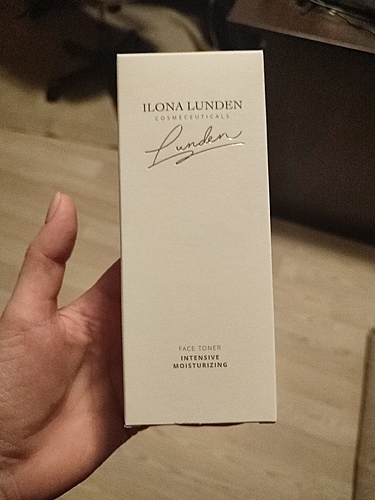 ILONA LUNDEN
COSMECEUTICALS
Lunden
FACE TONER
INTENSIVE
MOISTURIZING